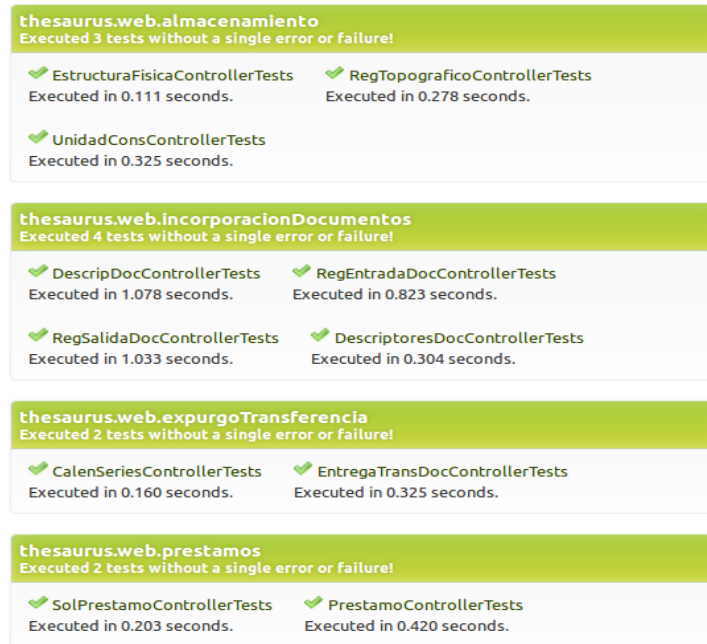 thesaurus.web.almacenamiento
Executed 3 tests without a single error or failure!
EstructuraFisicaControllerTests RegTopograficoControllerTests
Executed in 0.111 seconds. Executed in 0.278 seconds.
UnidadConsControllerTests
Executed in 0.325 seconds.
thesaurus.web.incorporacionDocumentos
Executed 4 tests without a single error or failure!
DescripDocControllerTests RegEntradaDocControllerTests
Executed in 1.078 seconds. Executed in 0.823 seconds.
RegSalidaDocControllerTests DescriptoresDocControllerTests
Executed in 1.033 seconds. Executed in 0.304 seconds.
thesaurus.web.expurgoTransferencia
Executed 2 tests without a single error or failure!
CalenSeriesControllerTests EntregaTransDocControllerTests
Executed in 0.160 seconds. Executed in 0.325 seconds.
thesaurus.web.prestamos
Executed 2 tests without a single error or failure!
SolPrestamoControllerTests PrestamoControllerTests
Executed in 0.203 seconds. Executed in 0.420 seconds.